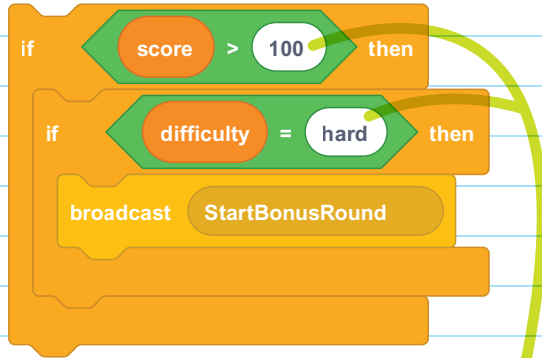 if score > 100 then
if difficulty = hard then
broadcast StartBonusRound